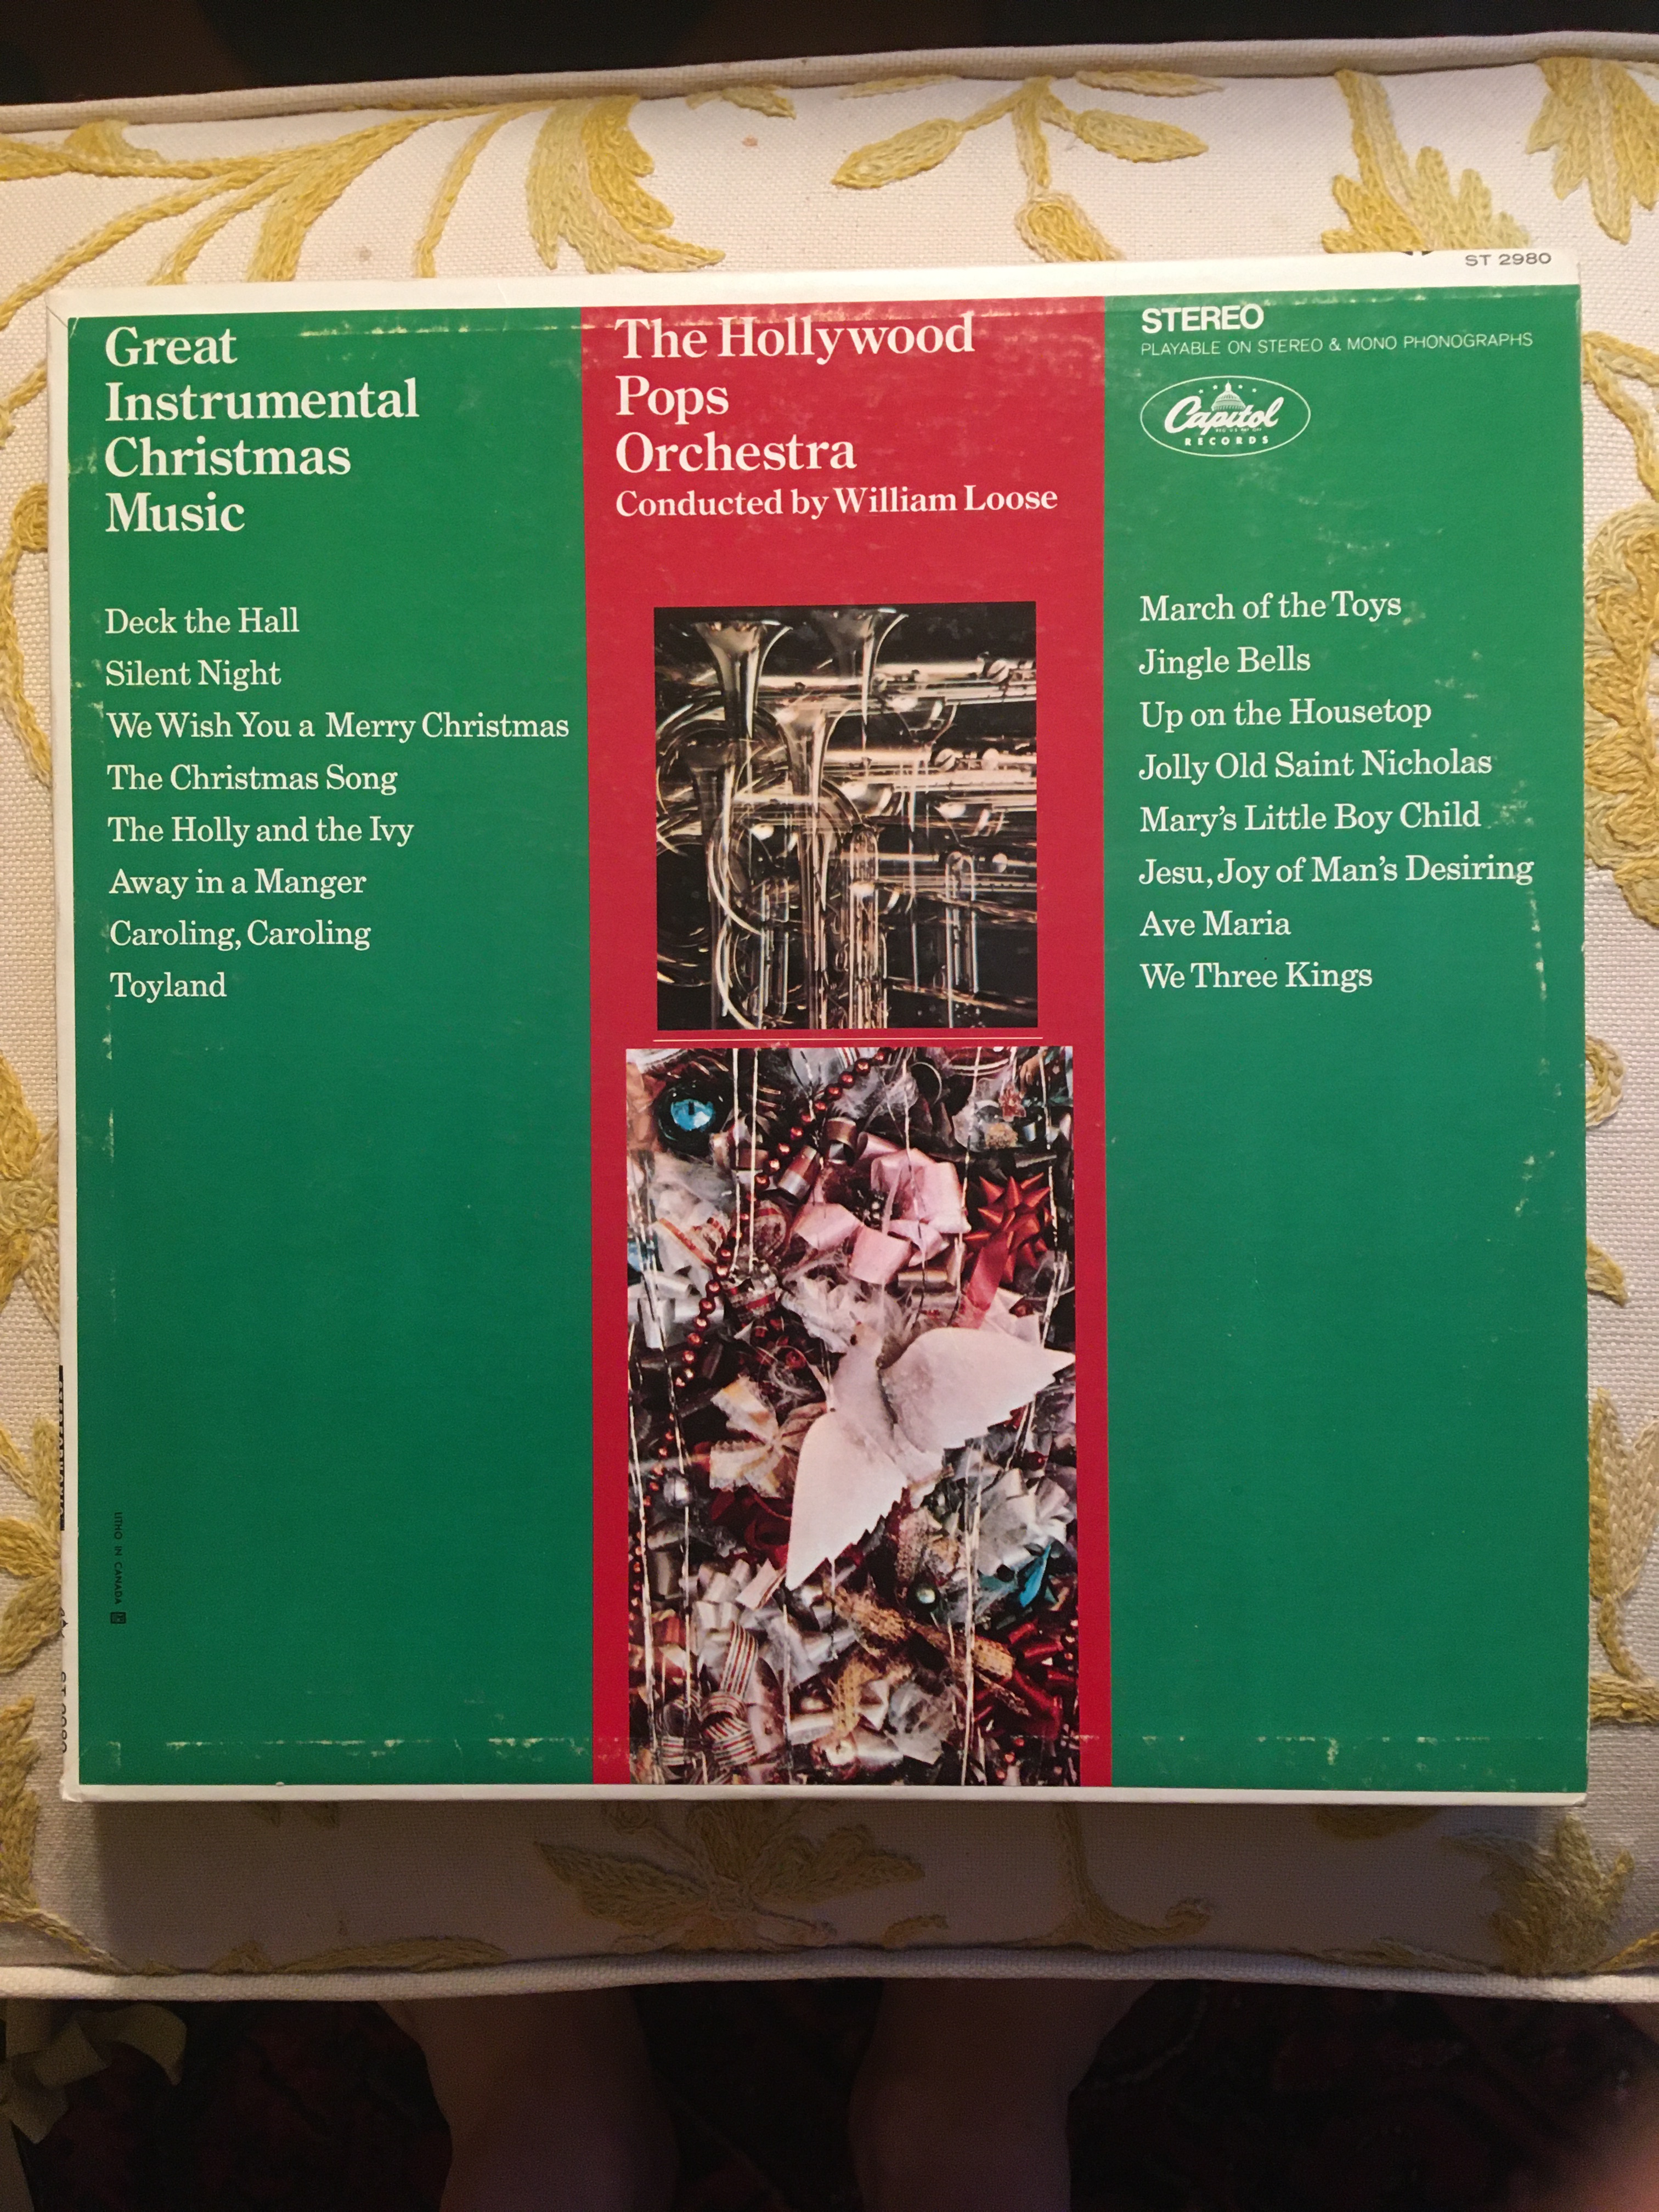 ST 2980
Great
Instrumental
Christmas
Music
Deck the Hall
Silent Night
We Wish You a Merry Christmas
The Christmas Song
The Holly and the Ivy
Away in a Manger
Caroling, Caroling
Toyland
LITHO IN CANADA
The Hollywood
Pops
Orchestra
Conducted by William Loose
STEREO
PLAYABLE ON STEREO & MONO PHONOGRAPHS
Capitol
RECORDS
March of the Toys
Jingle Bells
Up on the Housetop
Jolly Old Saint Nicholas
Mary's Little Boy Child
Jesu, Joy of Man's Desiring
Ave Maria
We Three Kings